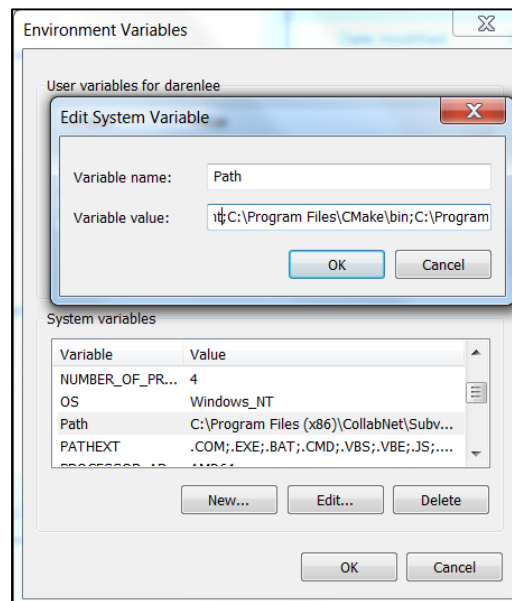 Environment Variables
User variables for darenlee
Edit System Variable
Variable name: Path
Variable value: ;C:\Program Files\CMake\bin;C:\Program
OK Cancel
System variables
Variable Value
NUMBER_OF_PR... 4
OS Windows_NT
Path C:\Program Files (x86)\CollabNet\Subv...
PATHEXT .COM;.EXE;.BAT;.CMD;.VBS;.VBE;.JS;....
New... Edit... Delete
OK Cancel